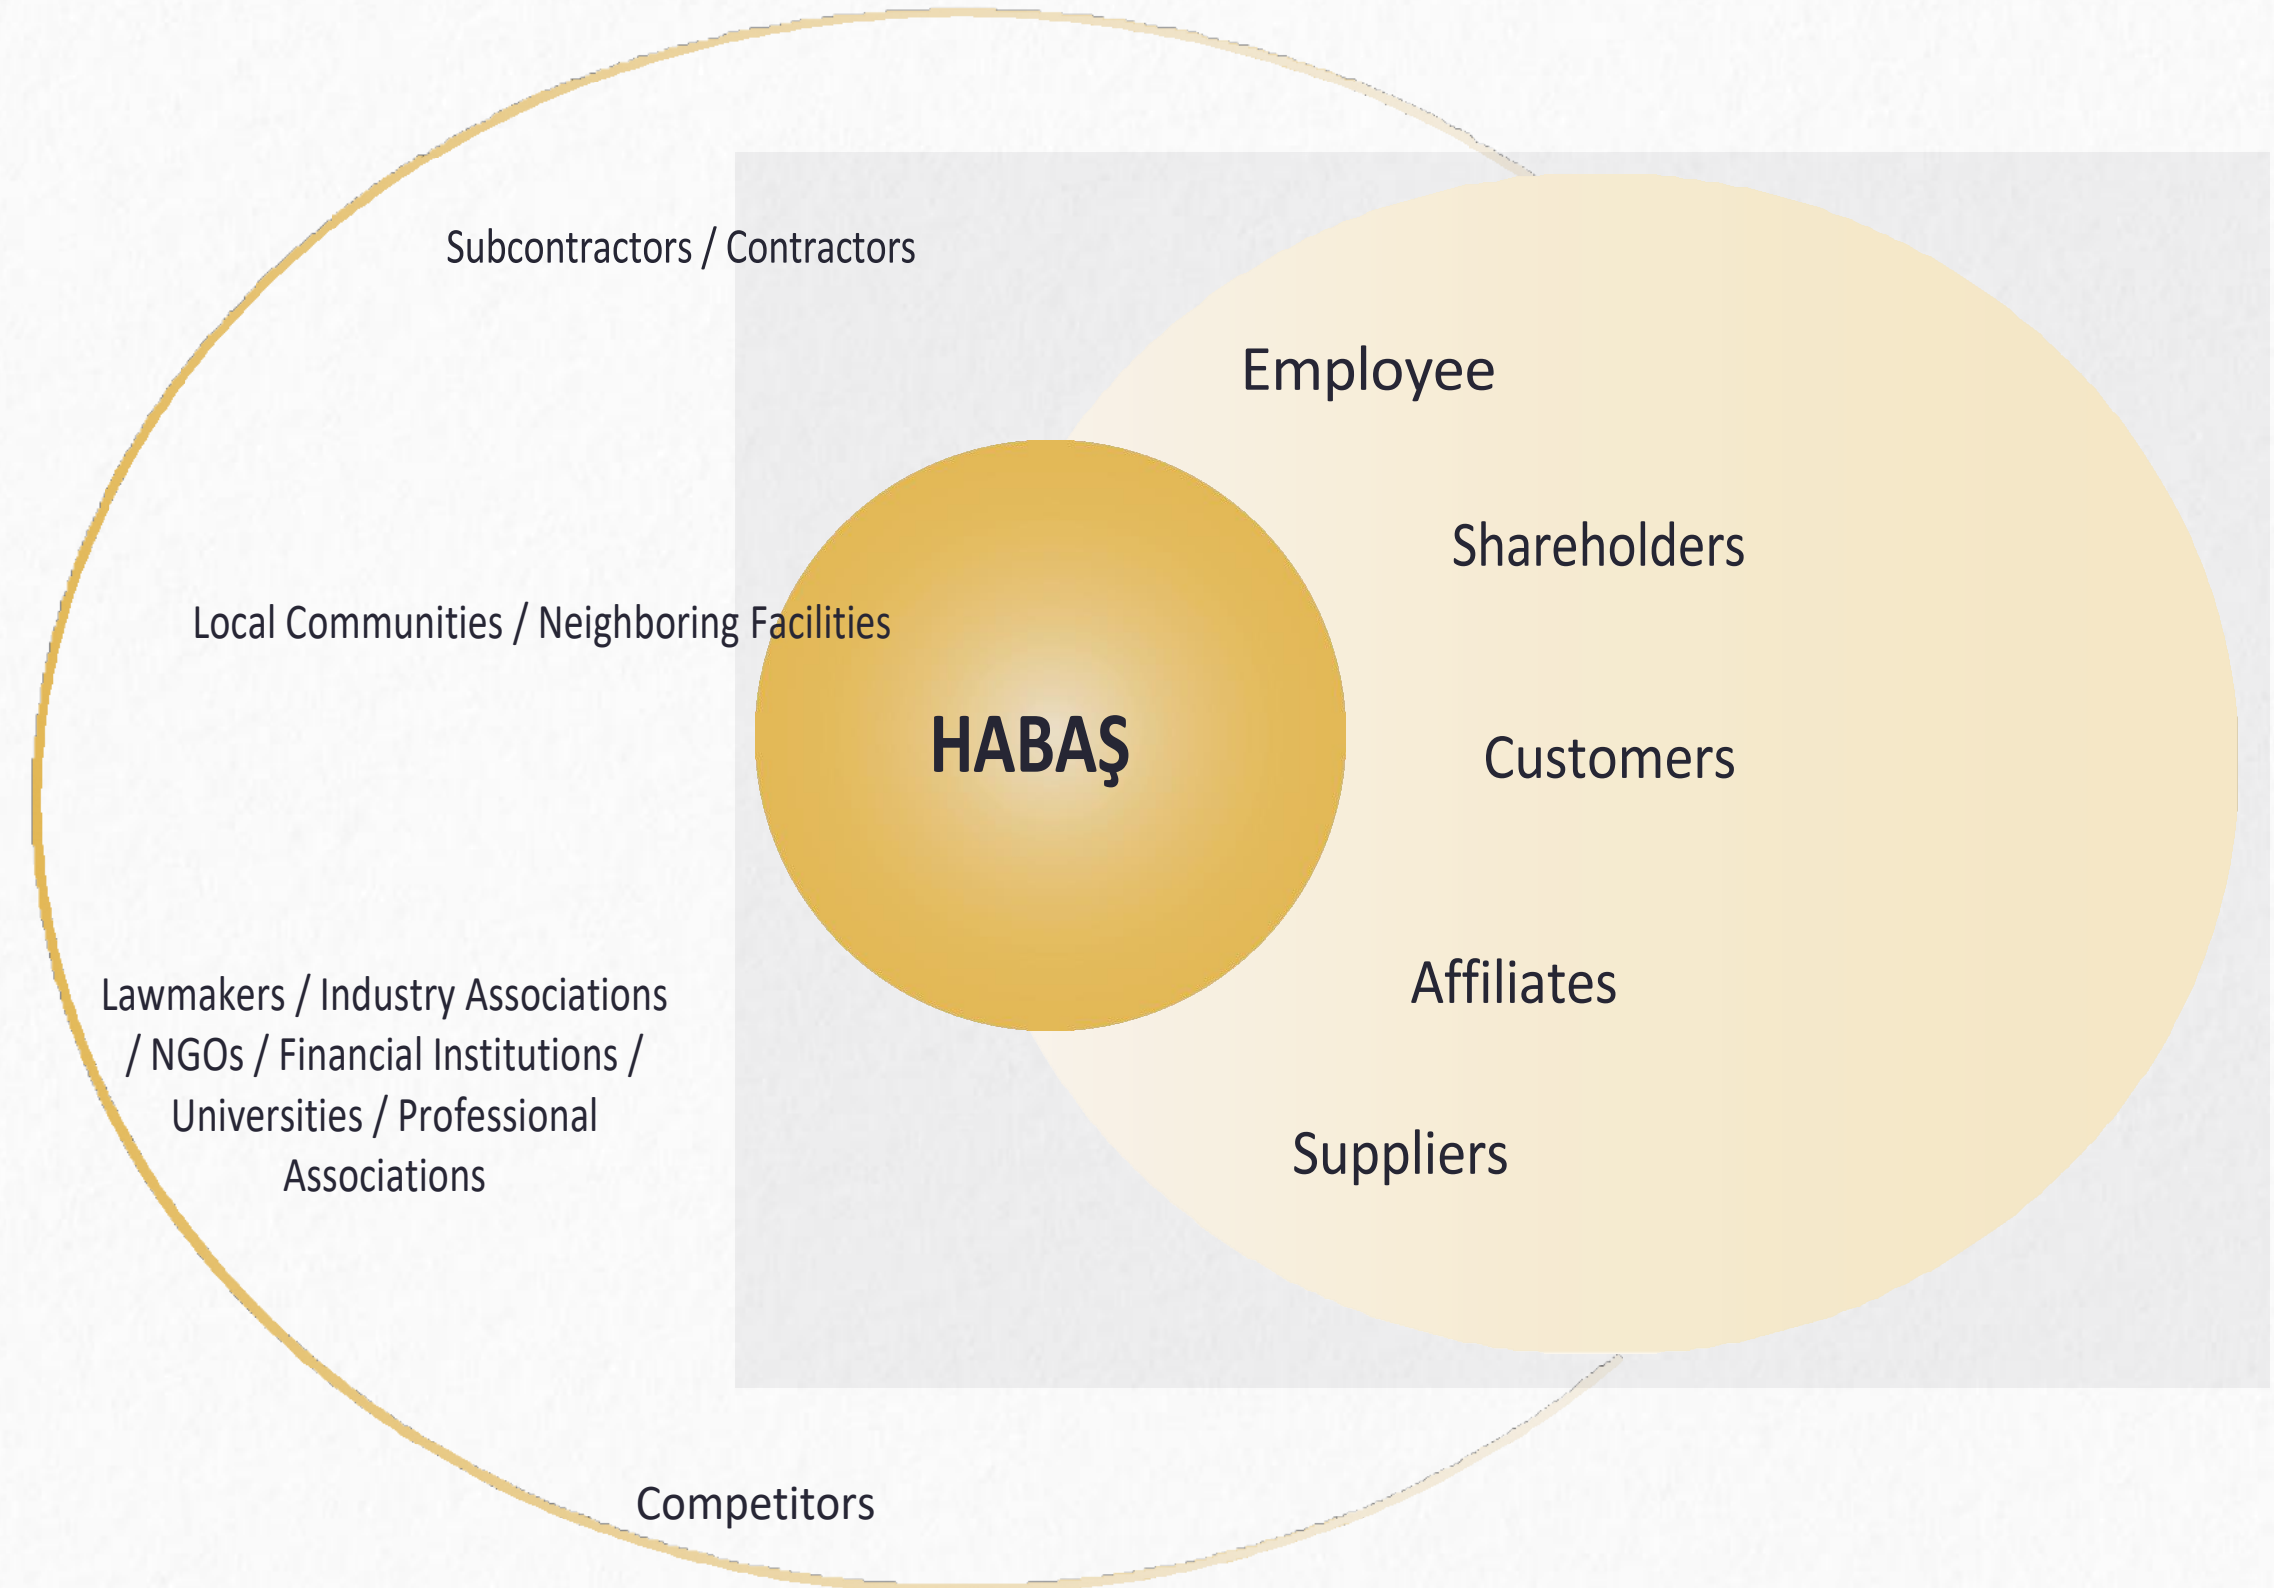 Subcontractors / Contractors
Employee
Shareholders
Local Communities / Neighboring Facilities
HABAŞ
Customers
Affiliates
Lawmakers / Industry Associations
/ NGOs / Financial Institutions /
Universities / Professional
Associations
Suppliers
Competitors